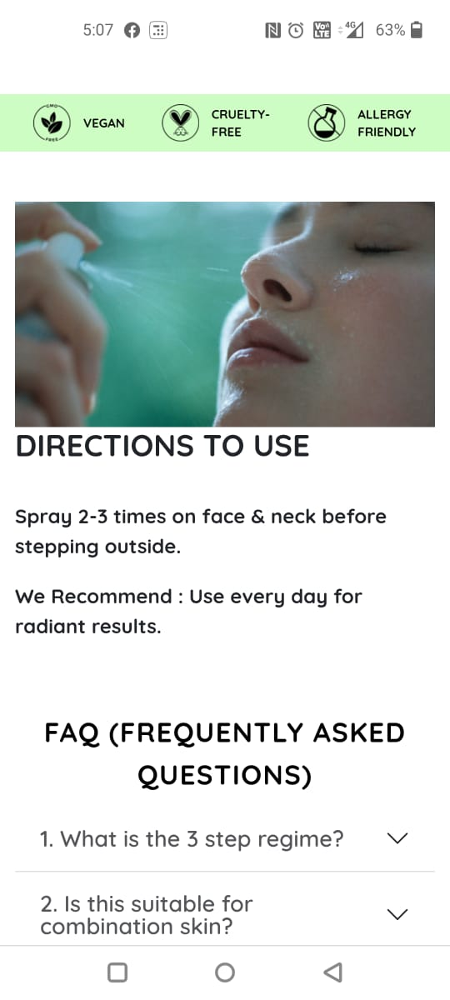 5:07
Von
LTE
4G
63%
GMO
FREE
VEGAN
CRUELTY-
FREE
ALLERGY
FRIENDLY
DIRECTIONS TO USE
Spray 2-3 times on face & neck before
stepping outside.
We Recommend : Use every day for
radiant results.
FAQ (FREQUENTLY ASKED
QUESTIONS)
1. What is the 3 step regime?
2. Is this suitable for
combination skin?